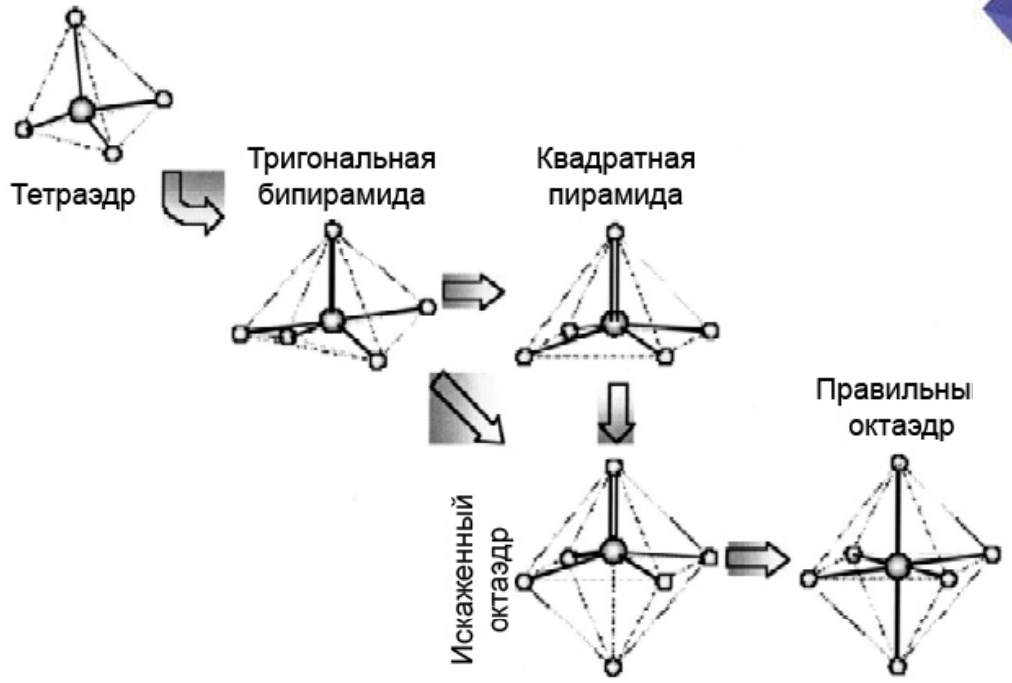 Тетраэдр
Тригональная
бипирамида
Квадратная
пирамида
Искаженный
октаэдр
Правильны
октаэдр